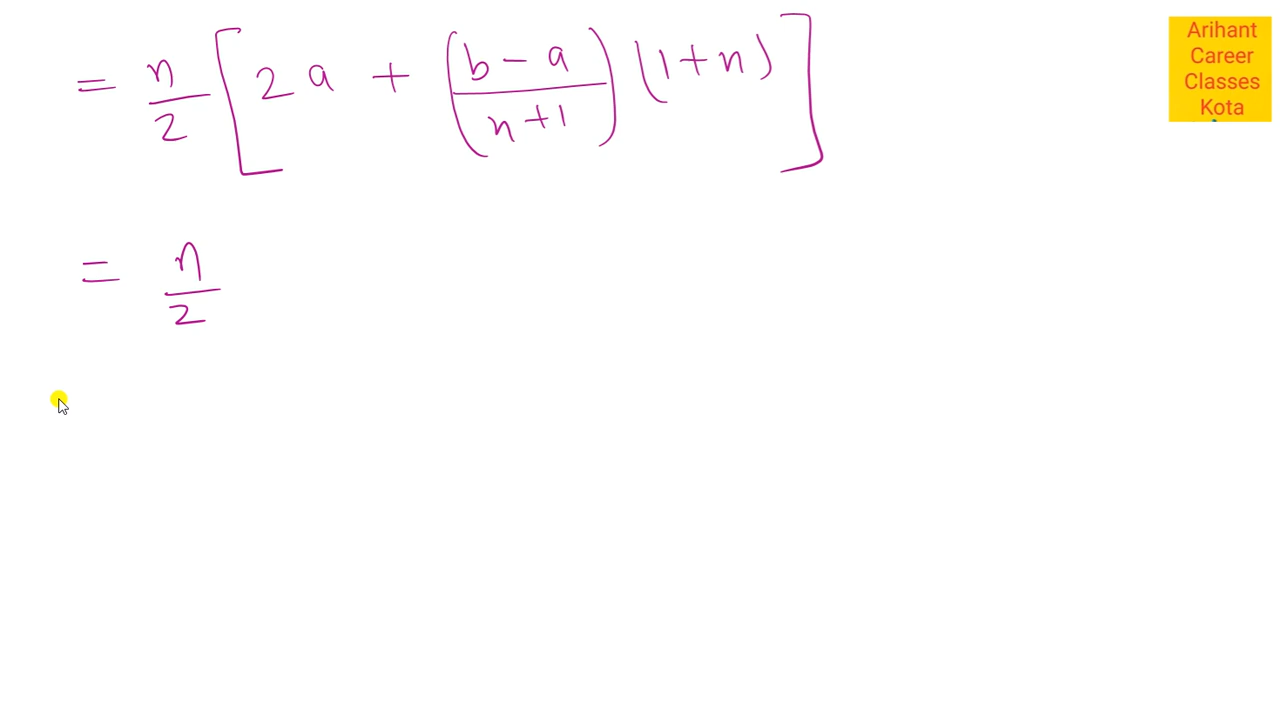 = n/2 [2a + ((b - a)/(n+1)) (1+n)]
= n/2
Arihant
Career
Classes
Kota